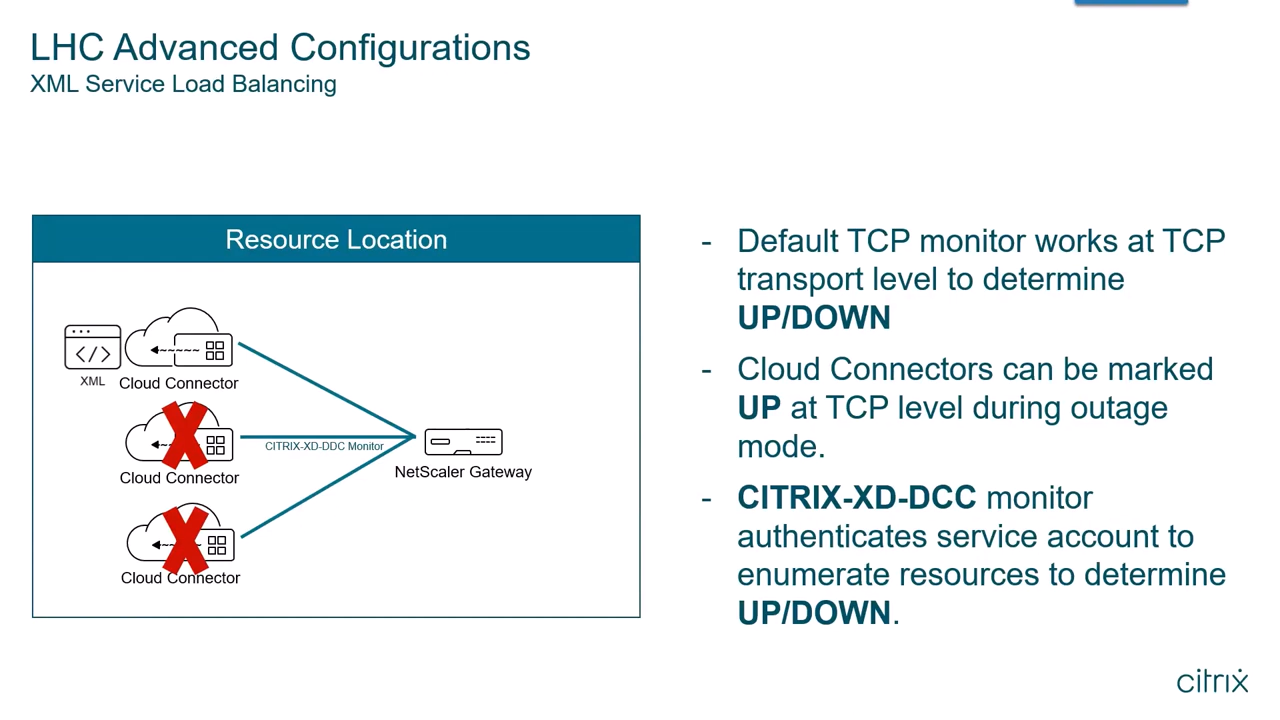 LHC Advanced Configurations
XML Service Load Balancing
Resource Location
</>
XML
Cloud Connector
Cloud Connector
Cloud Connector
CITRIX-XD-DDC Monitor
NetScaler Gateway
- Default TCP monitor works at TCP
transport level to determine
UP/DOWN
- Cloud Connectors can be marked
UP at TCP level during outage
mode.
- CITRIX-XD-DCC monitor
authenticates service account to
enumerate resources to determine
UP/DOWN.
citrix